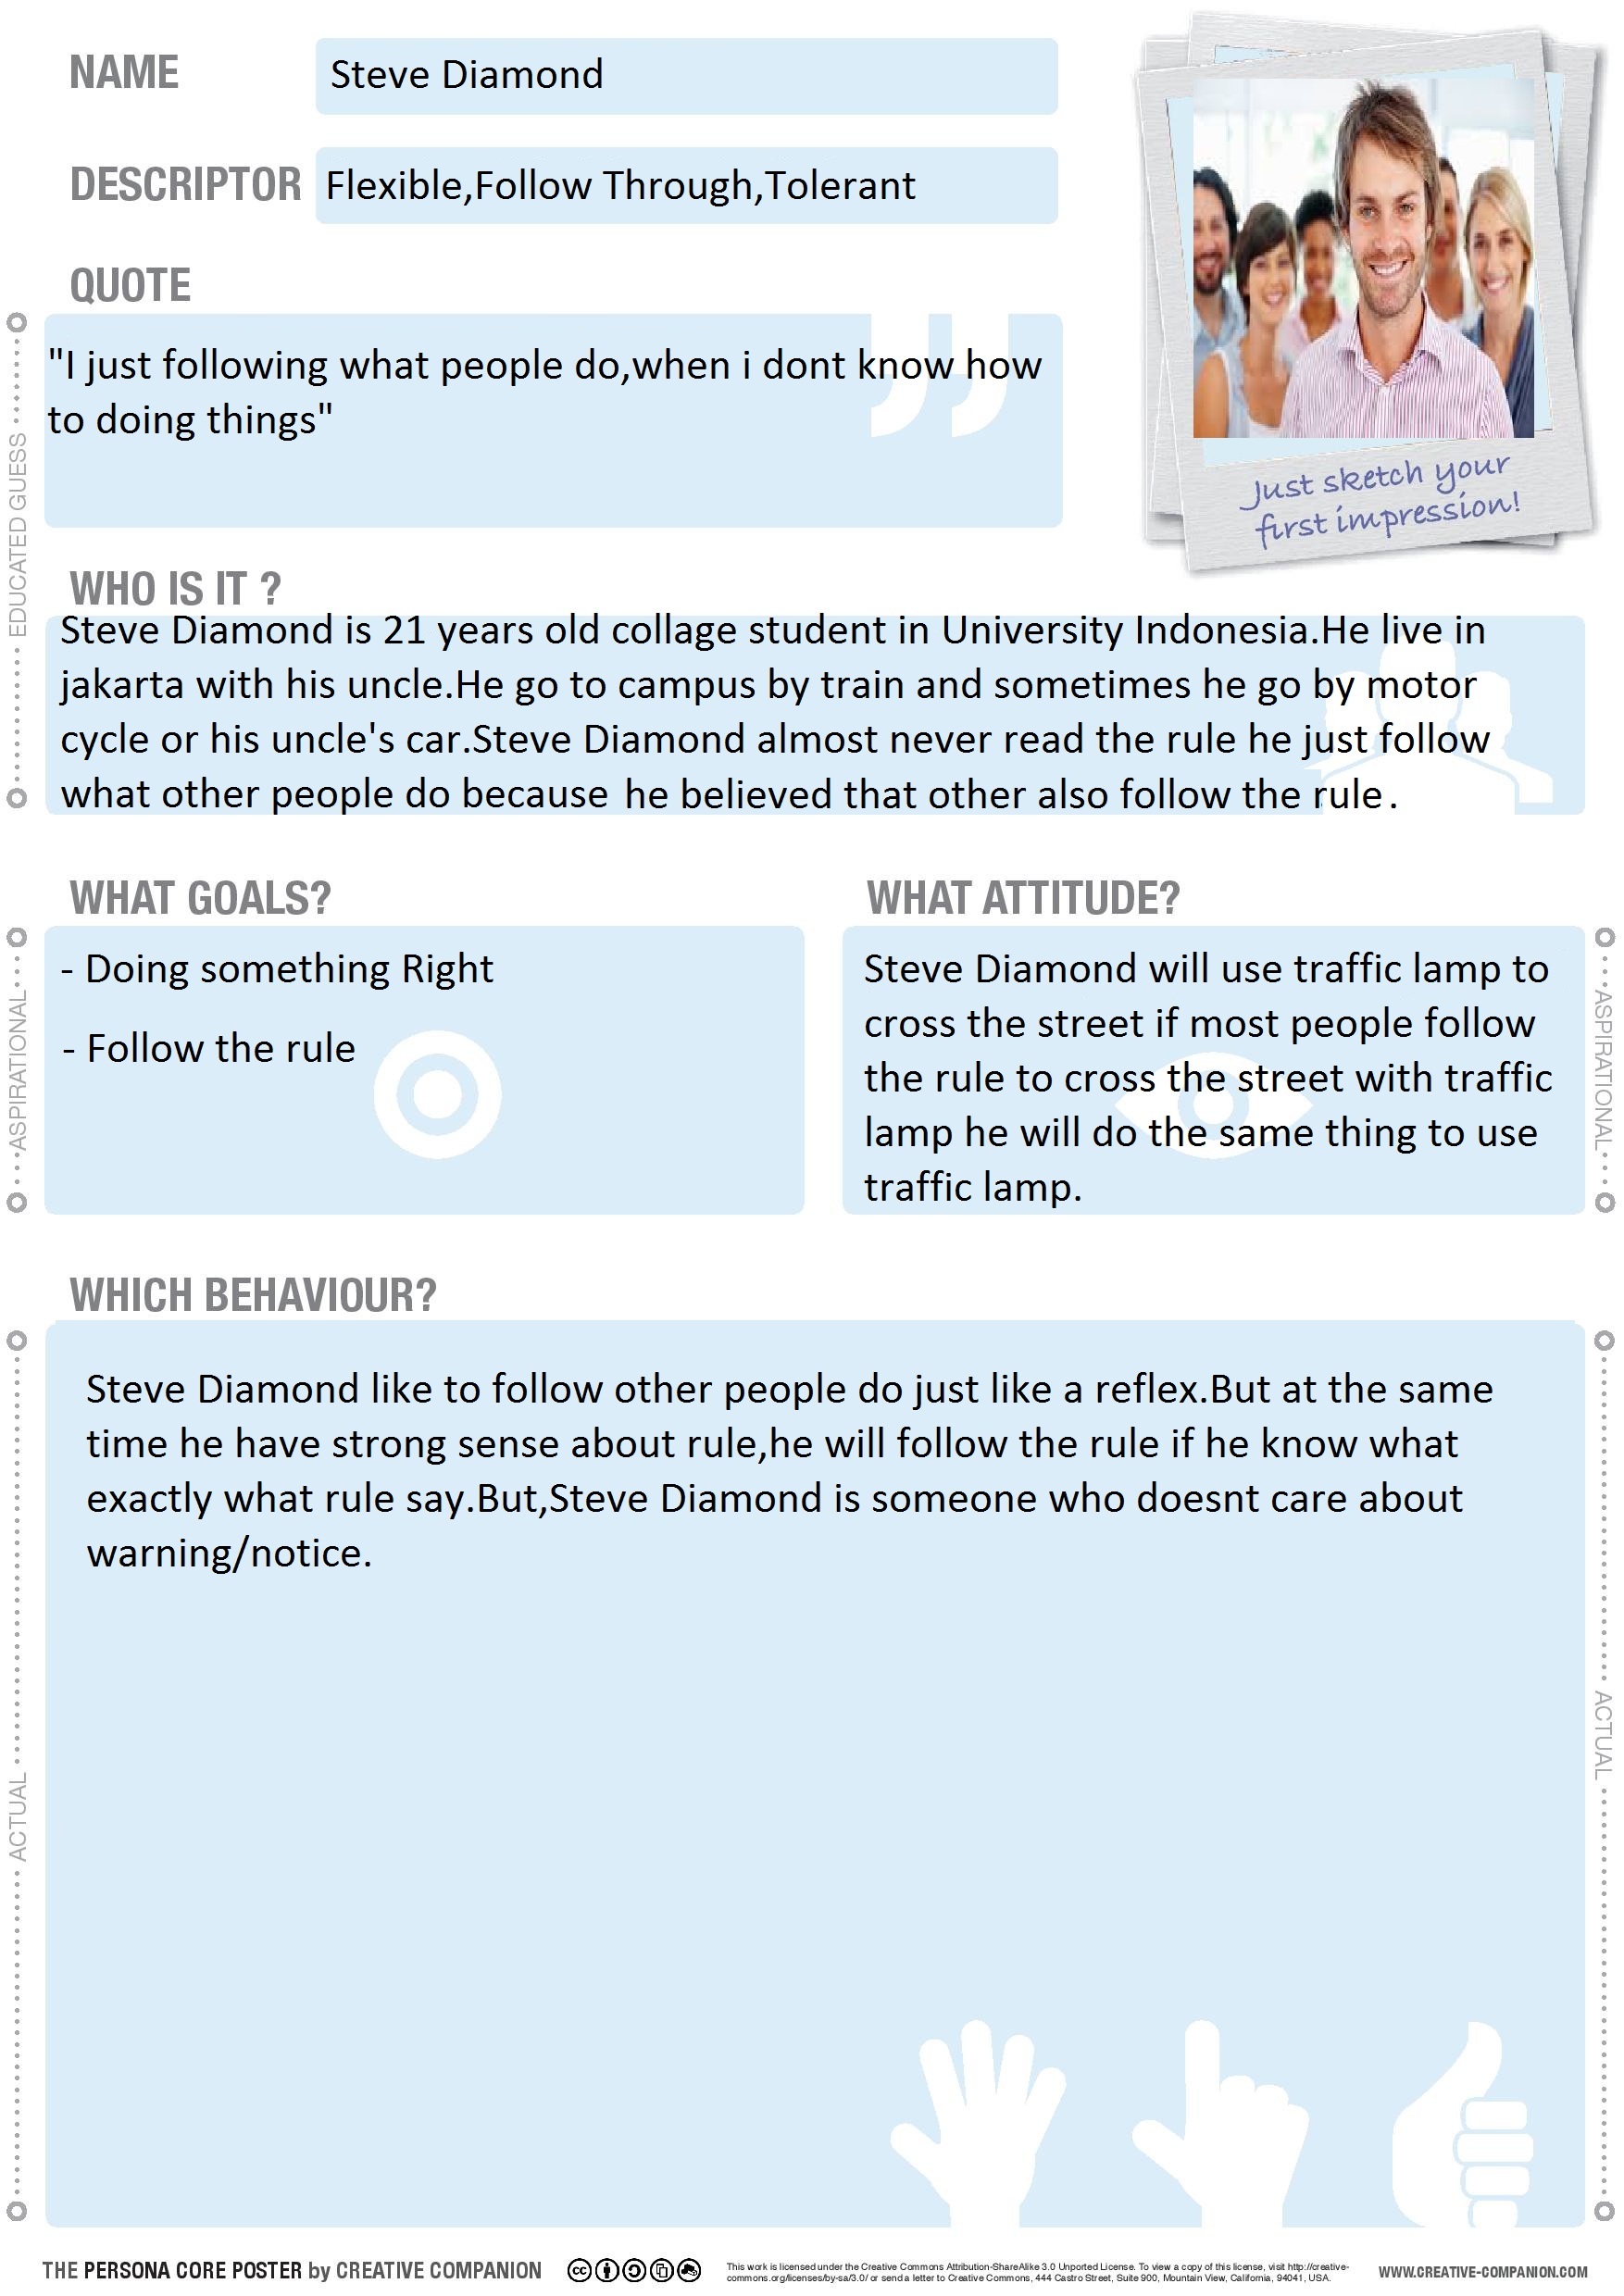 NAME
Steve Diamond
DESCRIPTOR
Flexible,Follow Through,Tolerant
QUOTE
"I just following what people do,when i dont know how
to doing things"
Just sketch your
first impression!
EDUCATED GUESS
WHO IS IT ?
Steve Diamond is 21 years old collage student in University Indonesia.He live in
jakarta with his uncle.He go to campus by train and sometimes he go by motor
cycle or his uncle's car.Steve Diamond almost never read the rule he just follow
what other people do because he believed that other also follow the rule.
WHAT GOALS?
- Doing something Right
- Follow the rule
ASPIRATIONAL
WHAT ATTITUDE?
Steve Diamond will use traffic lamp to
cross the street if most people follow
the rule to cross the street with traffic
lamp he will do the same thing to use
traffic lamp.
ASPIRATIONAL
WHICH BEHAVIOUR?
Steve Diamond like to follow other people do just like a reflex.But at the same
time he have strong sense about rule,he will follow the rule if he know what
exactly what rule say.But,Steve Diamond is someone who doesnt care about
warning/notice.
ACTUAL
ACTUAL
THE PERSONA CORE POSTER by CREATIVE COMPANION
cc
This work is licensed under the Creative Commons Attribution-ShareAlike 3.0 Unported License. To view a copy of this license, visit http://creative-
commons.org/licenses/by-sa/3.0/ or send a letter to Creative Commons, 444 Castro Street, Suite 900, Mountain View, California, 94041, USA.
WWW.CREATIVE-COMPANION.COM